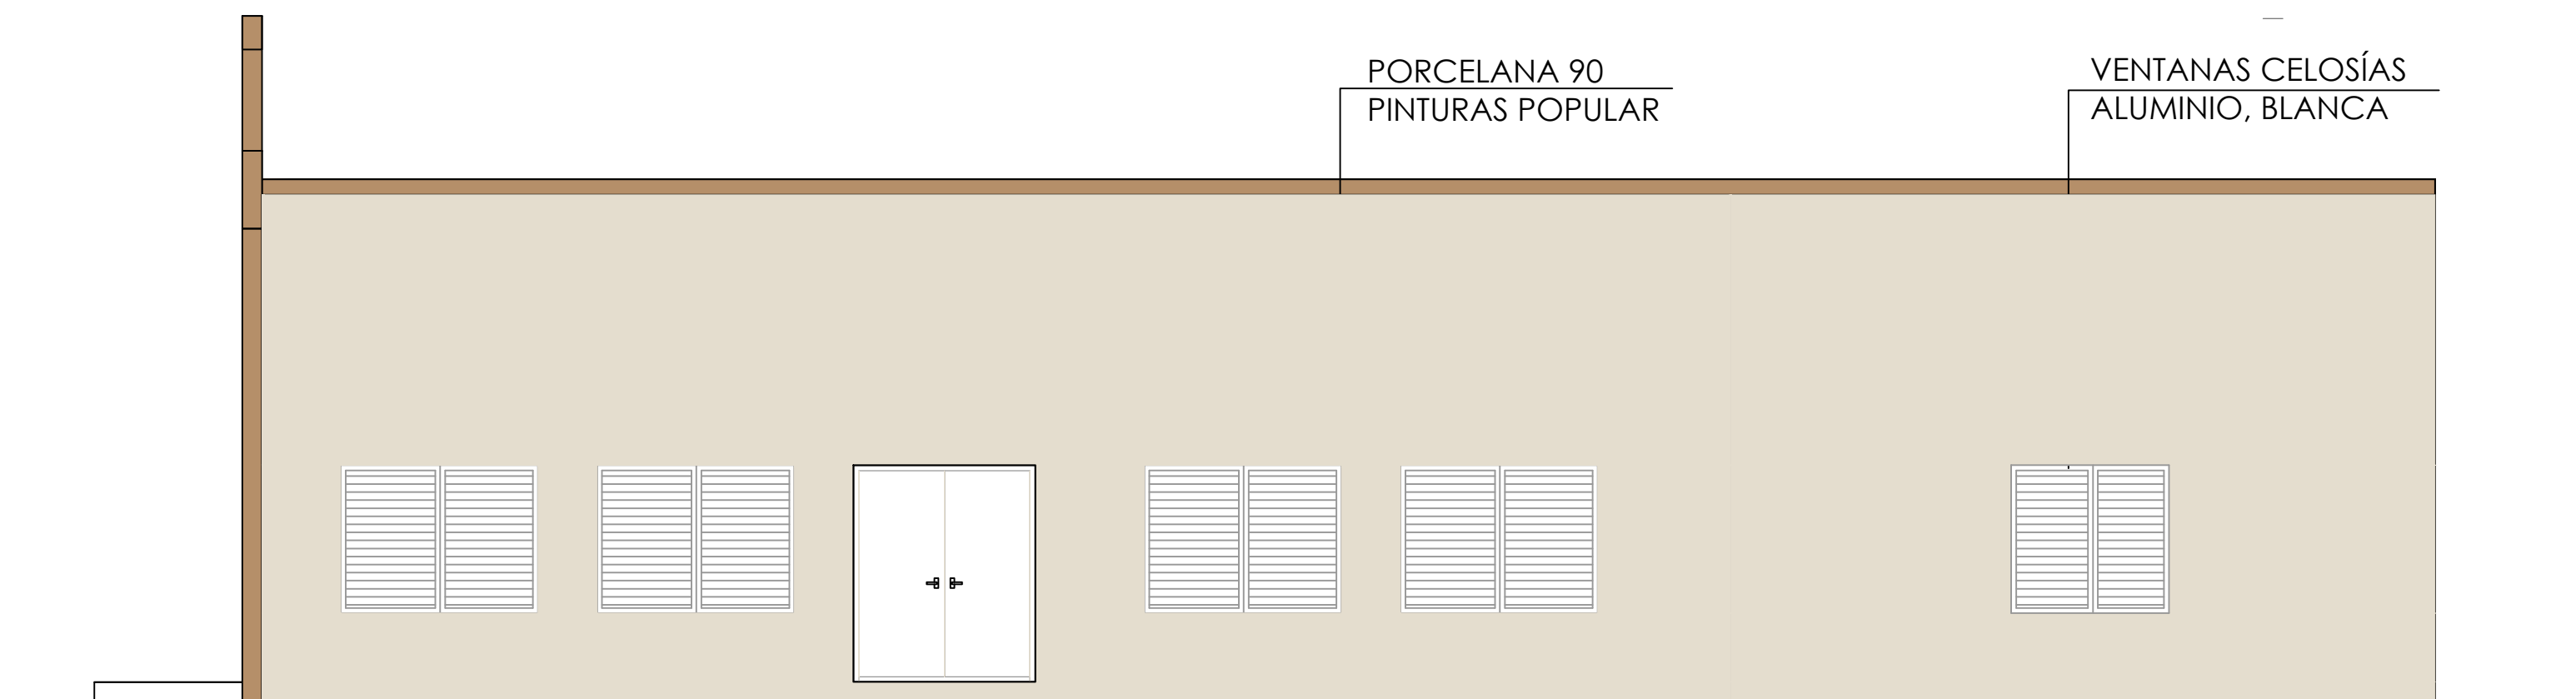 PORCELANA 90
PINTURAS POPULAR
VENTANAS CELOSÍAS
ALUMINIO, BLANCA